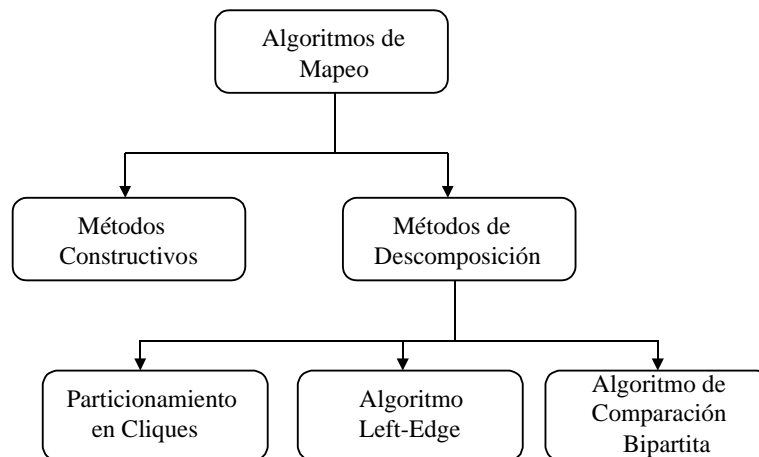 Algoritmos de
Mapeo
Métodos
Constructivos
Métodos de
Descomposición
Particionamiento
en Cliques
Algoritmo
Left-Edge
Algoritmo de
Comparación
Bipartita